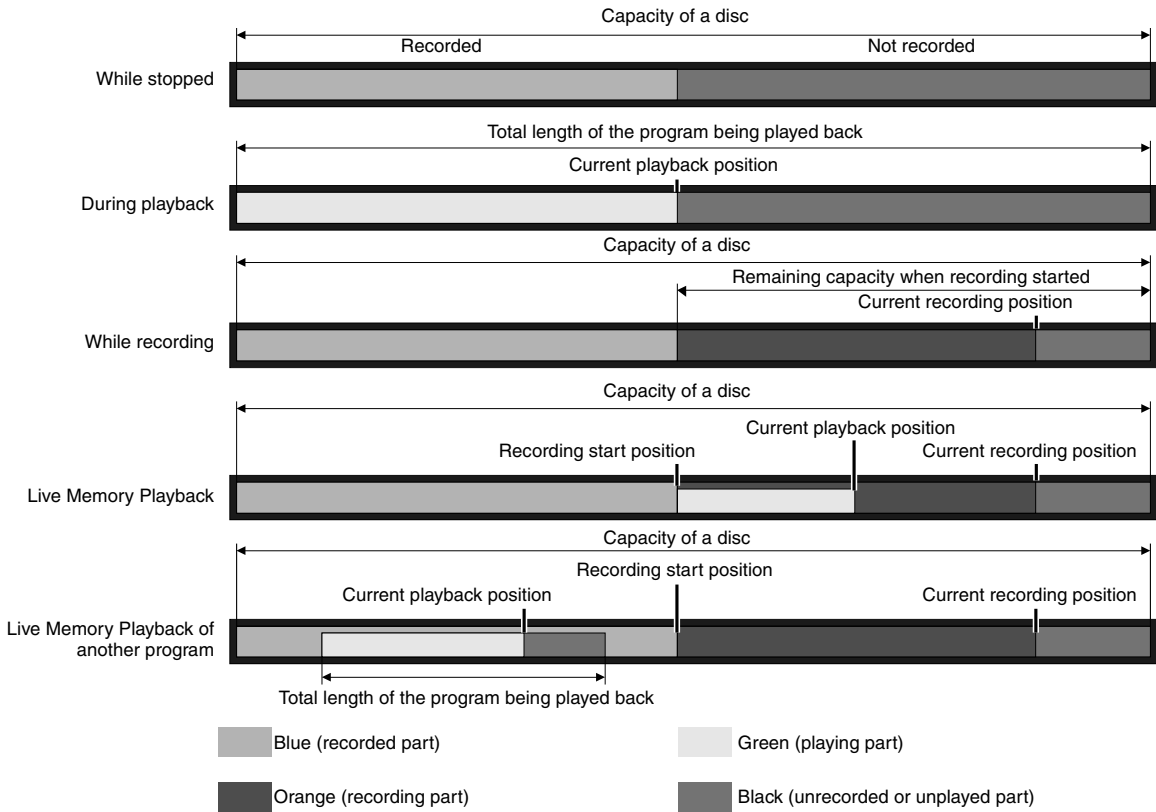 Capacity of a disc
Recorded
Not recorded
While stopped
Total length of the program being played back
Current playback position
During playback
Capacity of a disc
Remaining capacity when recording started
Current recording position
While recording
Capacity of a disc
Current playback position
Recording start position
Current recording position
Live Memory Playback
Capacity of a disc
Recording start position
Current playback position
Current recording position
Live Memory Playback of
another program
Total length of the program being played back
Blue (recorded part)
Green (playing part)
Orange (recording part)
Black (unrecorded or unplayed part)